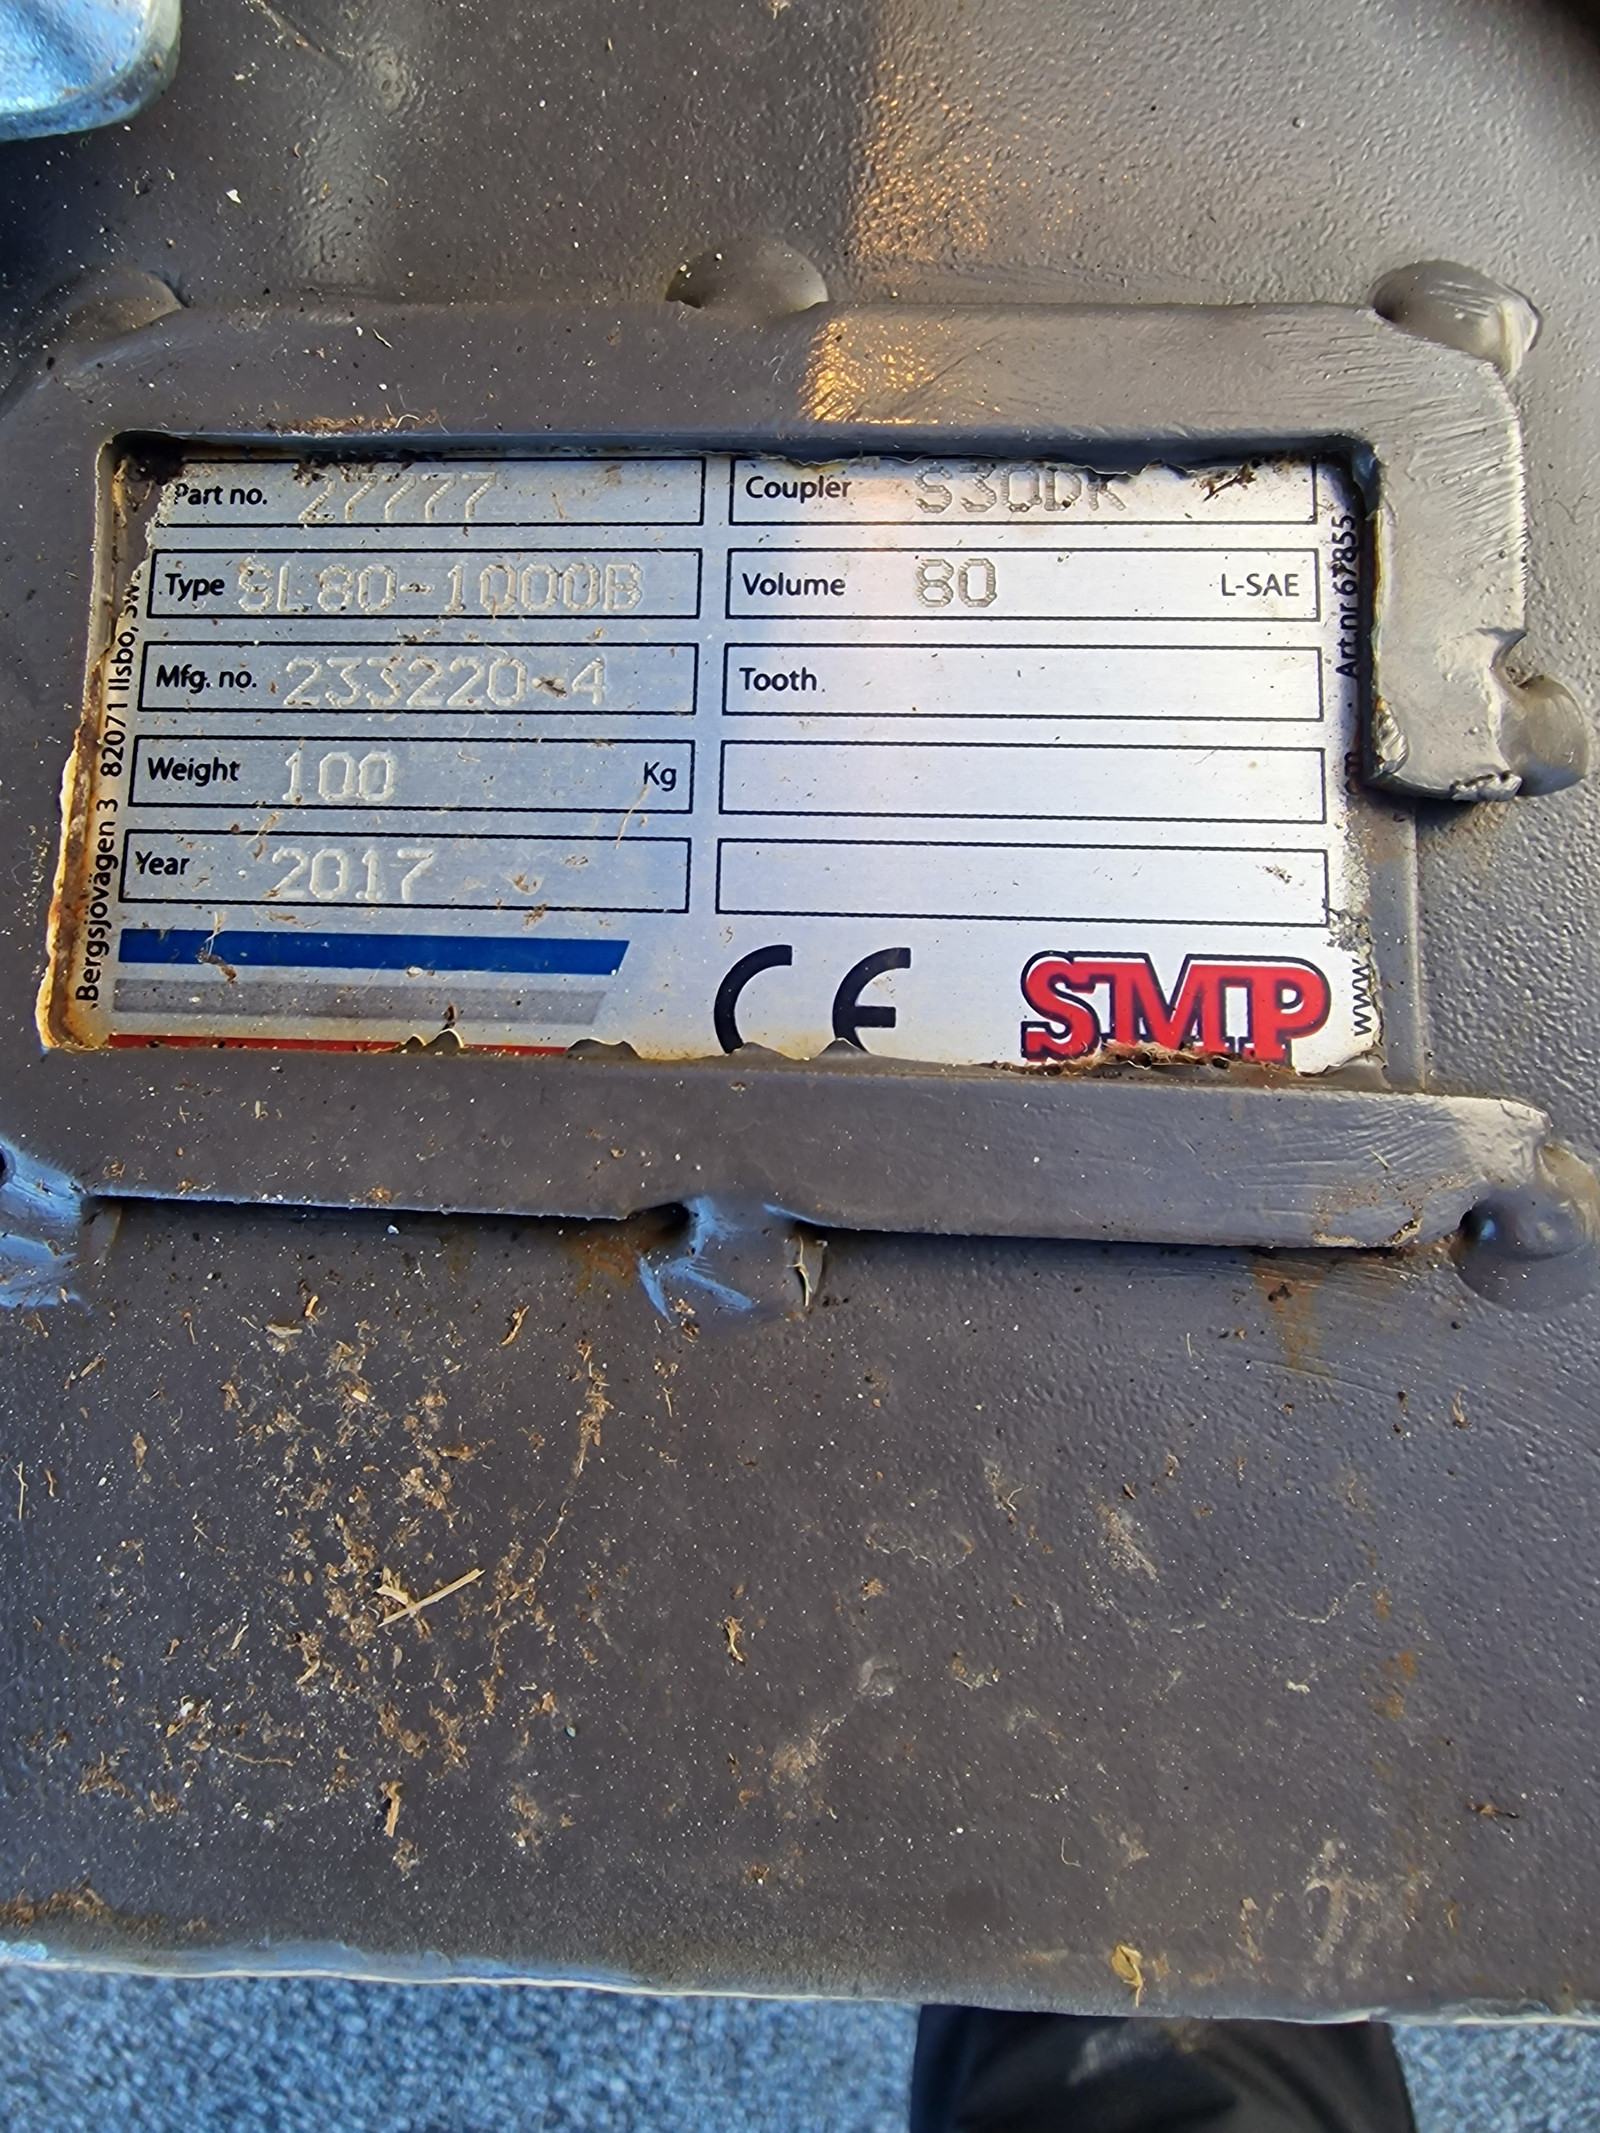 Part no. 27777
Coupler S30DK
Type SL80-1000B
Volume 80 L-SAE
Mfg. no. 233220-4
Tooth
Weight 100 Kg
Year 2017
CE
SMP
Bergsjövägen 3 82071 Ilsbo, SW
Art.nr 67855
www